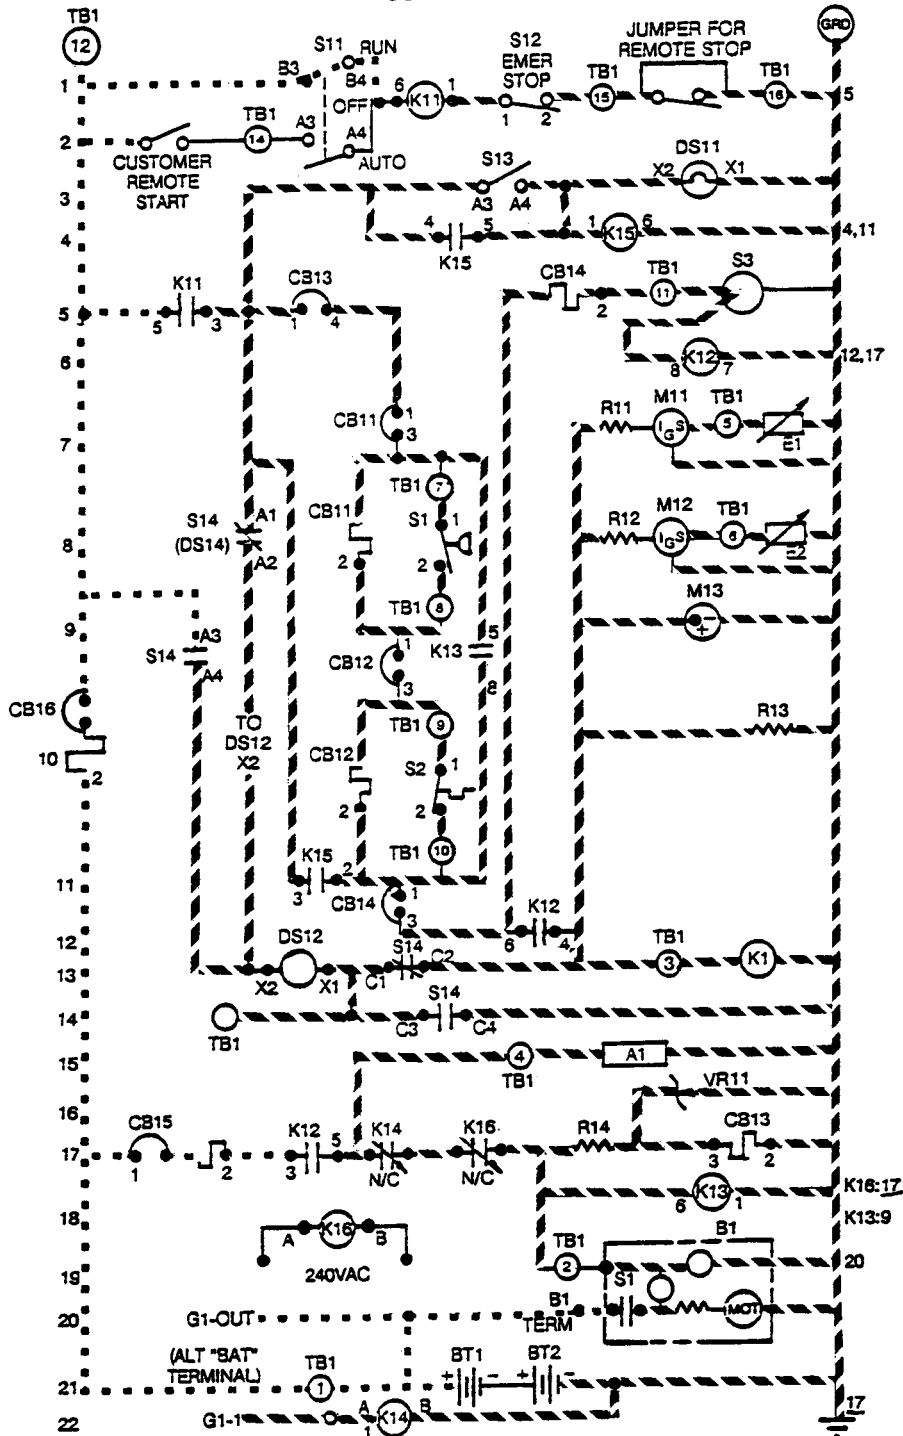 TB1
12
GRD
S11
RUN
B3
B4
S12
EMER
STOP
JUMPER FOR
REMOTE STOP
TB1
TB1
1
OFF
6
K11
1
1
2
15
16
5
2
TB1
14
A3
A4
AUTO
CUSTOMER
REMOTE
START
S13
DS11
X2
X1
3
A3
A4
4
4
5
K15
1
K15
6
4,11
K11
CB13
CB14
TB1
S3
5
5
3
1
4
2
11
6
8
K12
7
12,17
CB11
1
3
R11
M11
TB1
I G S
5
E1
7
TB1
7
S14
(DS14)
A1
A2
CB11
2
S1
1
2
R12
M12
TB1
I G S
6
E2
8
TB1
8
M13
+
-
9
S14
A3
A4
CB12
1
3
K13
5
8
CB16
10
2
TO
DS12
X2
TB1
9
R13
CB12
2
S2
1
2
TB1
10
11
K15
3
2
CB14
1
3
K12
6
4
12
DS12
S14
TB1
13
X2
X1
C1
C2
3
K1
S14
14
TB1
C3
C4
15
4
TB1
A1
16
VR11
CB15
K12
K14
K16
R14
CB13
17
1
2
3
5
N/C
N/C
3
2
6
K13
1
K16:17
K13:9
18
A
K16
B
240VAC
TB1
2
B1
20
19
S1
B1
TERM
MOT
20
G1-OUT
(ALT "BAT"
TERMINAL)
TB1
BT1
BT2
21
1
+
-
+
-
17
22
G1-1
A
1
K14
B